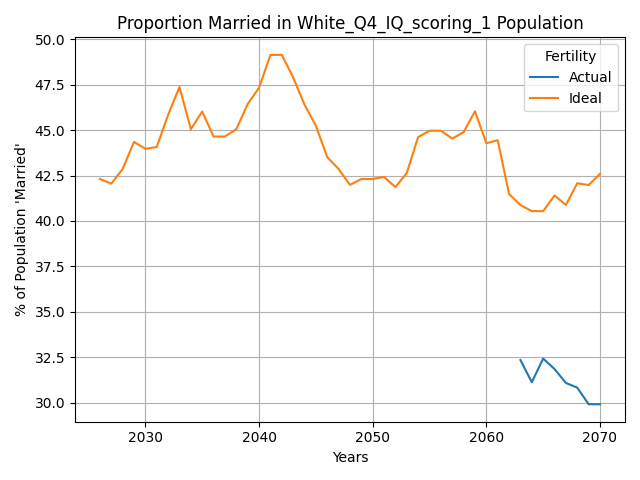 Proportion Married in White_Q4_IQ_scoring_1 Population
% of Population 'Married'
50.0
47.5
45.0
42.5
40.0
37.5
35.0
32.5
30.0
Fertility
Actual
Ideal
2030 2040 2050 2060 2070
Years